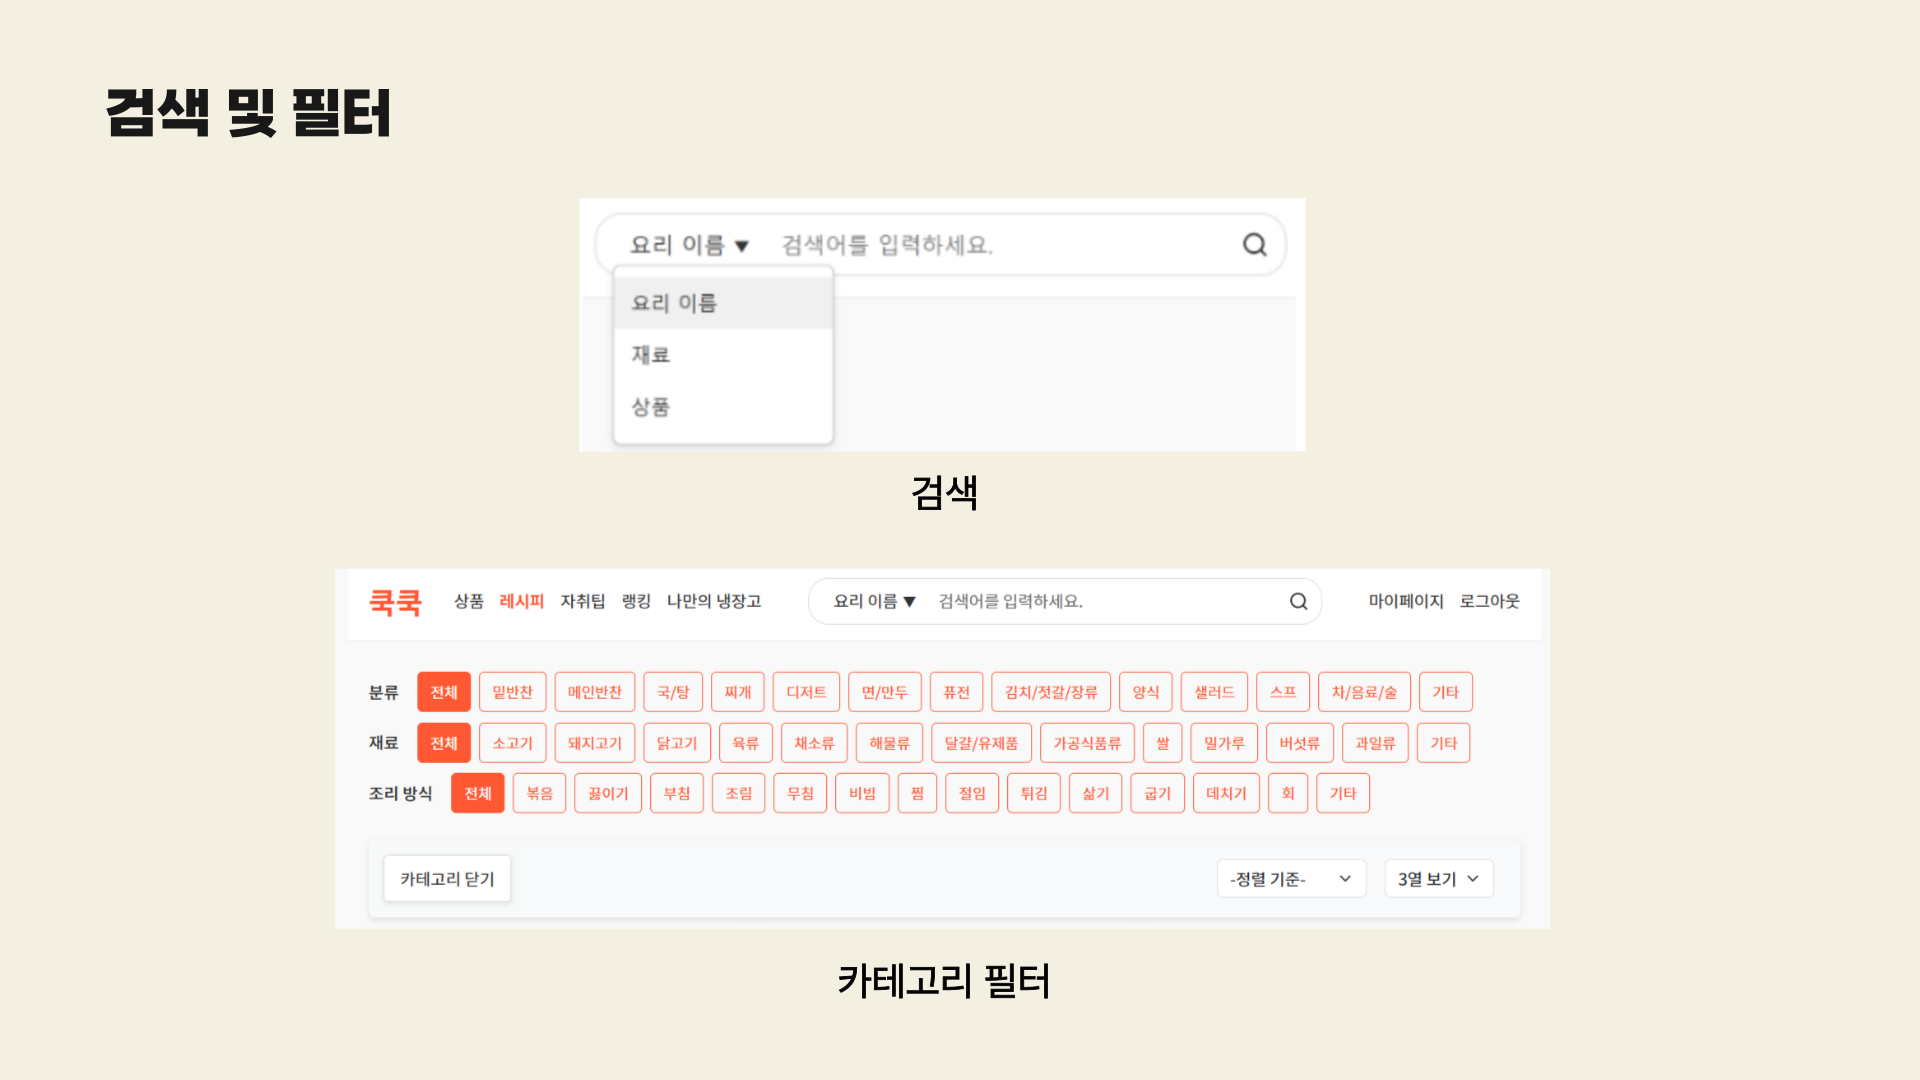 검색 및 필터
요리 이름 ▼ 검색어를 입력하세요.
요리 이름
재료
상품
검색
쿡쿡 상품 레시피 자취팁 랭킹 나만의 냉장고 요리 이름 ▼ 검색어를 입력하세요. 마이페이지 로그아웃
분류 전체 밑반찬 메인반찬 국/탕 찌개 디저트 면/만두 퓨전 김치/젓갈/장류 양식 샐러드 스프 차/음료/술 기타
재료 전체 소고기 돼지고기 닭고기 육류 채소류 해물류 달걀/유제품 가공식품류 쌀 밀가루 버섯류 과일류 기타
조리 방식 전체 볶음 끓이기 부침 조림 무침 비빔 찜 절임 튀김 삶기 굽기 데치기 회 기타
카테고리 닫기 -정렬 기준- 3열 보기
카테고리 필터